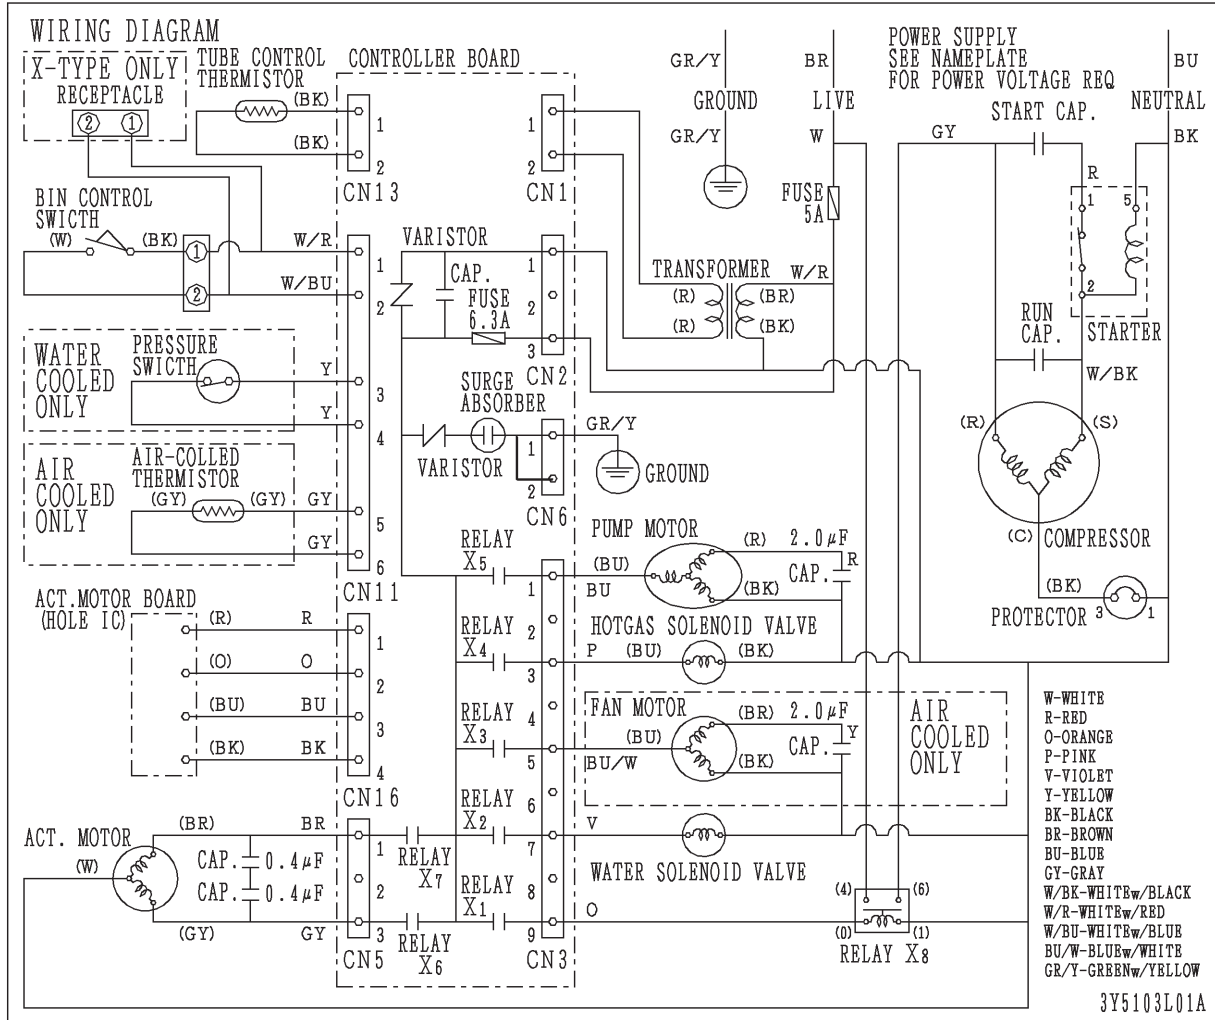 WIRING DIAGRAM
X-TYPE ONLY
RECEPTACLE
2 1
TUBE CONTROL
THERMISTOR
(BK)
(BK)
CONTROLLER BOARD
1
2
CN13
1
2
CN1
GR/Y
GROUND
GR/Y
BR
LIVE
W
FUSE
5A
POWER SUPPLY
SEE NAMEPLATE
FOR POWER VOLTAGE REQ
BU
NEUTRAL
BK
START CAP.
GY
R
1
5
2
STARTER
RUN
CAP.
W/BK
(R)
(S)
(C)
COMPRESSOR
(BK)
PROTECTOR
3
1
BIN CONTROL
SWICTH
(W)
(BK)
1
2
W/R
W/BU
1
2
VARISTOR
CAP.
FUSE
6.3A
1
2
3
CN2
TRANSFORMER
W/R
(R)
(R)
(BR)
(BK)
WATER
COOLED
ONLY
PRESSURE
SWICTH
Y
Y
3
4
SURGE
ABSORBER
VARISTOR
1
2
CN6
GR/Y
GROUND
AIR
COOLED
ONLY
AIR-COLLED
THERMISTOR
(GY)
(GY)
GY
GY
5
6
CN11
RELAY
X5
1
(BU)
BU
PUMP MOTOR
(R)
2.0µF
R
CAP.
(BK)
ACT.MOTOR BOARD
(HOLE IC)
(R)
R
1
(O)
O
2
(BU)
BU
3
(BK)
BK
4
CN16
RELAY
X4
2
3
HOTGAS SOLENOID VALVE
P
(BU)
(BK)
RELAY
X3
4
5
FAN MOTOR
(BU)
BU/W
(BR)
2.0µF
Y
CAP.
(BK)
AIR
COOLED
ONLY
RELAY
X2
6
7
V
WATER SOLENOID VALVE
ACT. MOTOR
(W)
(BR)
BR
CAP.
0.4µF
CAP.
0.4µF
(GY)
GY
1
2
3
CN5
RELAY
X7
RELAY
X6
RELAY
X1
8
9
CN3
O
(4)
(6)
(0)
(1)
RELAY X8
W-WHITE
R-RED
O-ORANGE
P-PINK
V-VIOLET
Y-YELLOW
BK-BLACK
BR-BROWN
BU-BLUE
GY-GRAY
W/BK-WHITEw/BLACK
W/R-WHITEw/RED
W/BU-WHITEw/BLUE
BU/W-BLUEw/WHITE
GR/Y-GREENw/YELLOW
3Y5103L01A